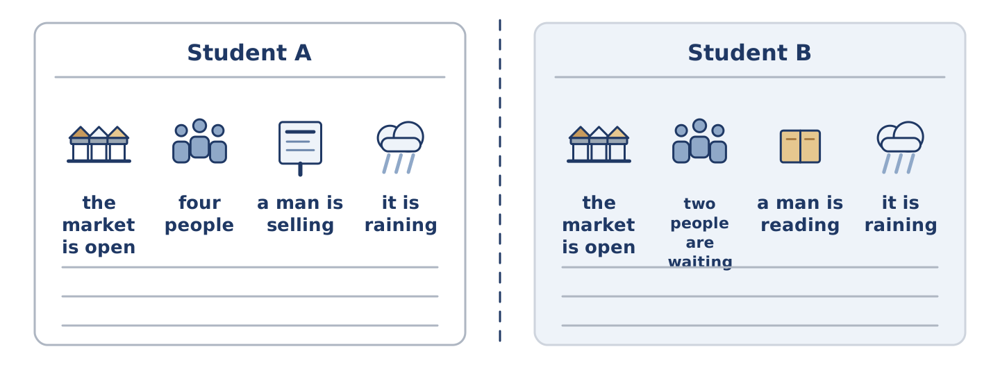 Student A
the
market
is open
four
people
a man is
selling
it is
raining
Student B
the
market
is open
two
people
are
waiting
a man is
reading
it is
raining